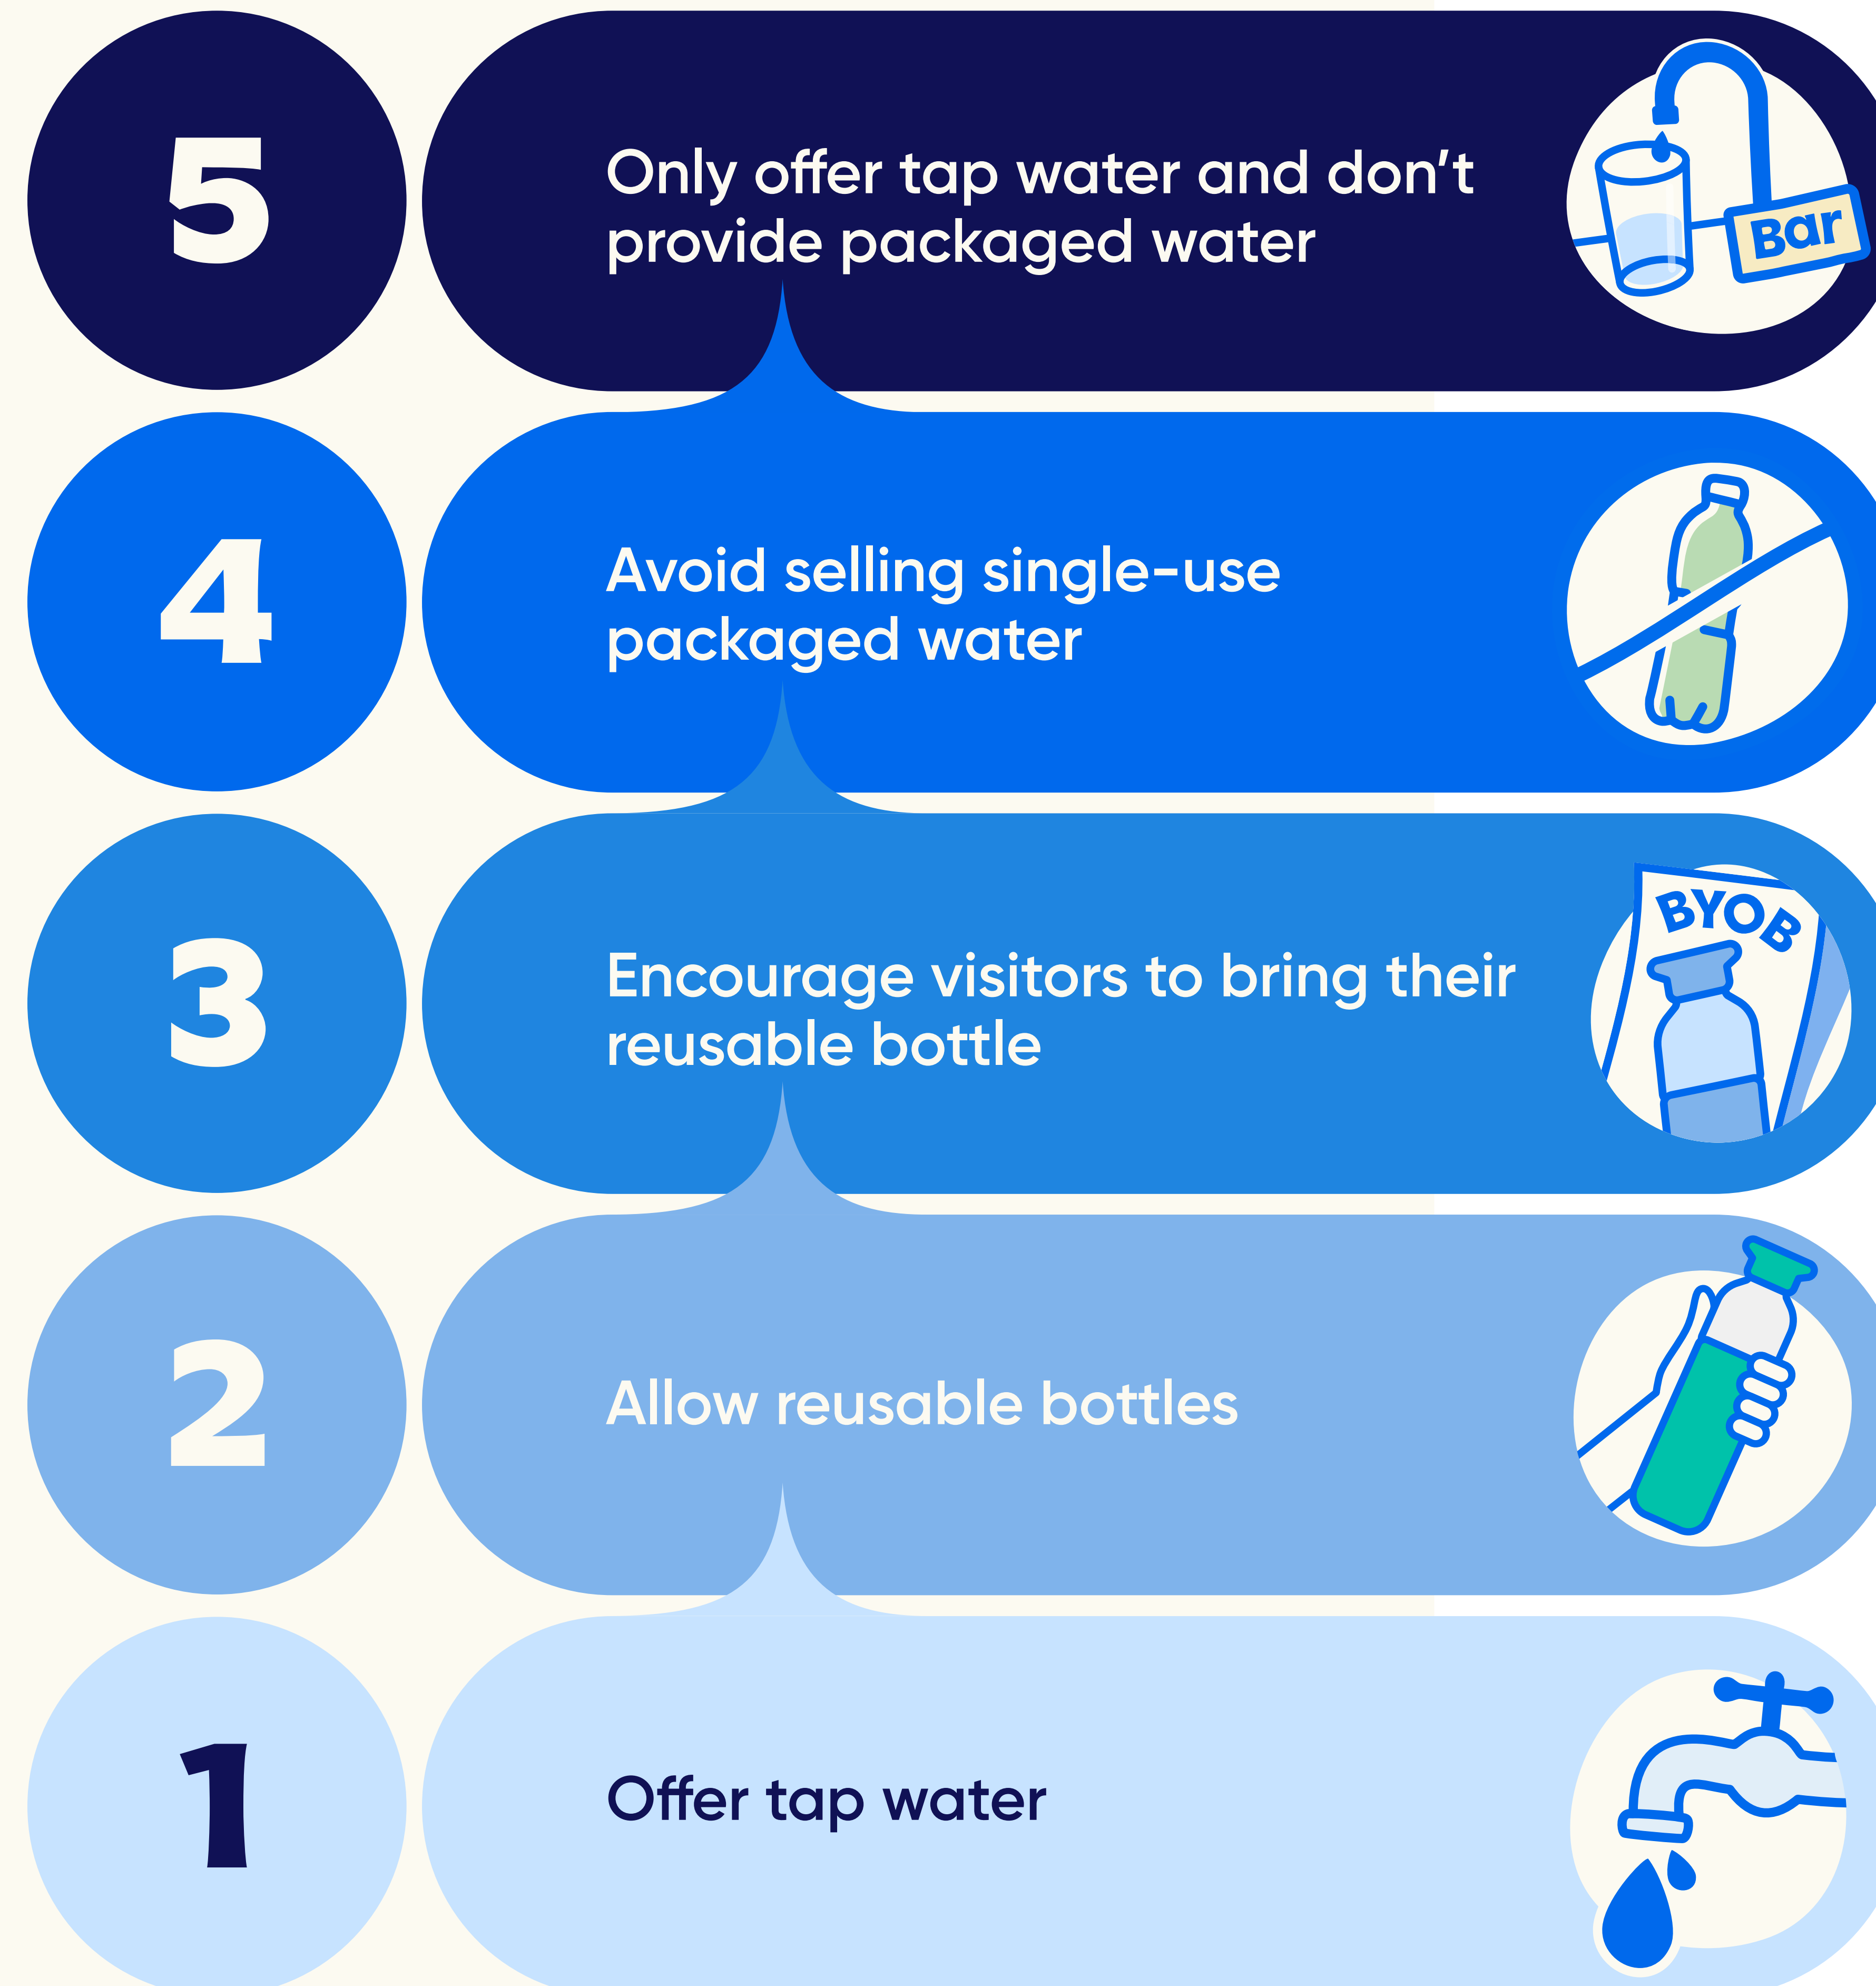 5
Only offer tap water and don’t
provide packaged water
Bar
4
Avoid selling single-use
packaged water
3
Encourage visitors to bring their
reusable bottle
BYOB
2
Allow reusable bottles
1
Offer tap water